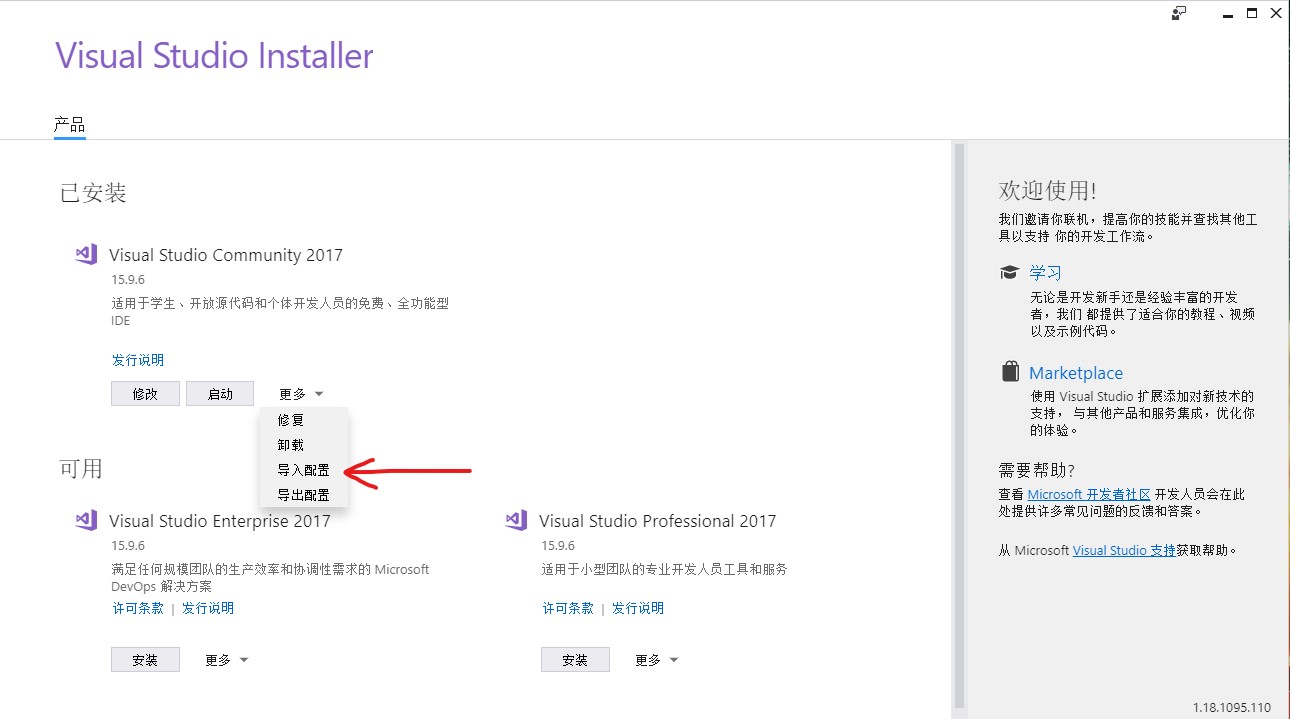 Visual Studio Installer
产品
已安装
Visual Studio Community 2017
15.9.6
适用于学生、开放源代码和个体开发人员的免费、全功能型
IDE
发行说明
修改 启动 更多
修复
卸载
导入配置
导出配置
可用
Visual Studio Enterprise 2017
15.9.6
满足任何规模团队的生产效率和协调性需求的 Microsoft
DevOps 解决方案
许可条款 | 发行说明
安装 更多
Visual Studio Professional 2017
15.9.6
适用于小型团队的专业开发人员工具和服务
许可条款 | 发行说明
安装 更多
欢迎使用!
我们邀请你联机，提高你的技能并查找其他工
具以支持 你的开发工作流。
学习
无论是开发新手还是经验丰富的开发
者，我们 都提供了适合你的教程、视频
以及示例代码。
Marketplace
使用 Visual Studio 扩展添加对新技术的
支持， 与其他产品和服务集成，优化你
的体验。
需要帮助?
查看 Microsoft 开发者社区 开发人员会在此
处提供许多常见问题的反馈和答案。
从 Microsoft Visual Studio 支持获取帮助。
1.18.1095.110